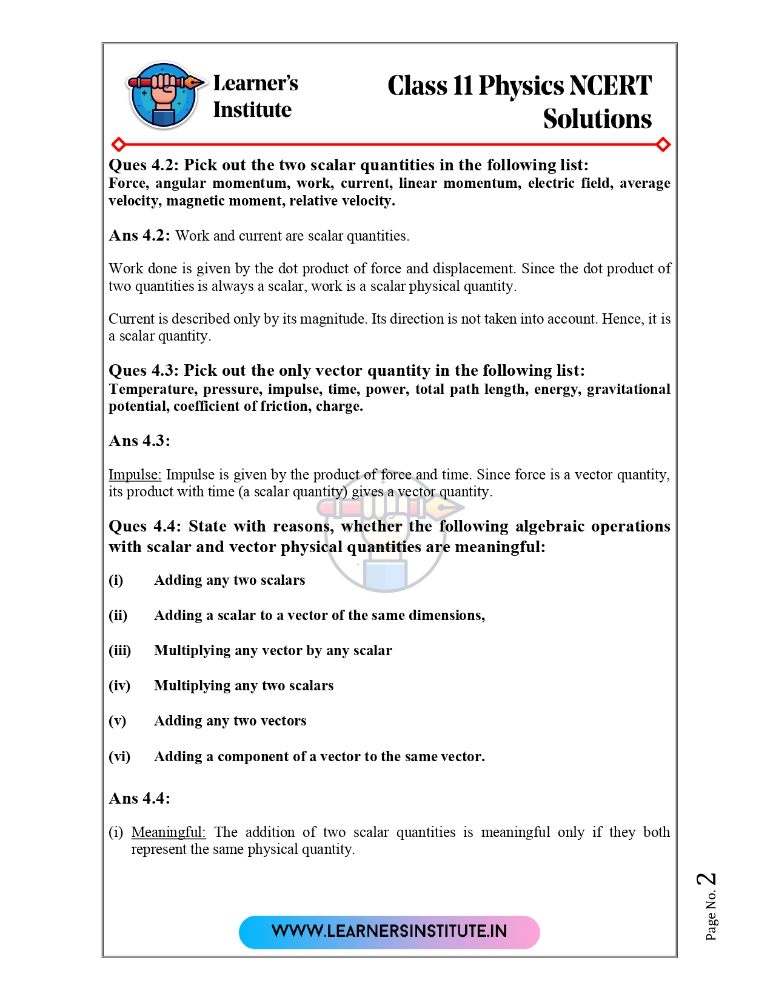 Learner's
Institute
Class 11 Physics NCERT
Solutions
Ques 4.2: Pick out the two scalar quantities in the following list:
Force, angular momentum, work, current, linear momentum, electric field, average
velocity, magnetic moment, relative velocity.
Ans 4.2: Work and current are scalar quantities.
Work done is given by the dot product of force and displacement. Since the dot product of
two quantities is always a scalar, work is a scalar physical quantity.
Current is described only by its magnitude. Its direction is not taken into account. Hence, it is
a scalar quantity.
Ques 4.3: Pick out the only vector quantity in the following list:
Temperature, pressure, impulse, time, power, total path length, energy, gravitational
potential, coefficient of friction, charge.
Ans 4.3:
Impulse: Impulse is given by the product of force and time. Since force is a vector quantity,
its product with time (a scalar quantity) gives a vector quantity.
Ques 4.4: State with reasons, whether the following algebraic operations
with scalar and vector physical quantities are meaningful:
(i) Adding any two scalars
(ii) Adding a scalar to a vector of the same dimensions,
(iii) Multiplying any vector by any scalar
(iv) Multiplying any two scalars
(v) Adding any two vectors
(vi) Adding a component of a vector to the same vector.
Ans 4.4:
(i) Meaningful: The addition of two scalar quantities is meaningful only if they both
represent the same physical quantity.
Page No. 2
WWW.LEARNERSINSTITUTE.IN